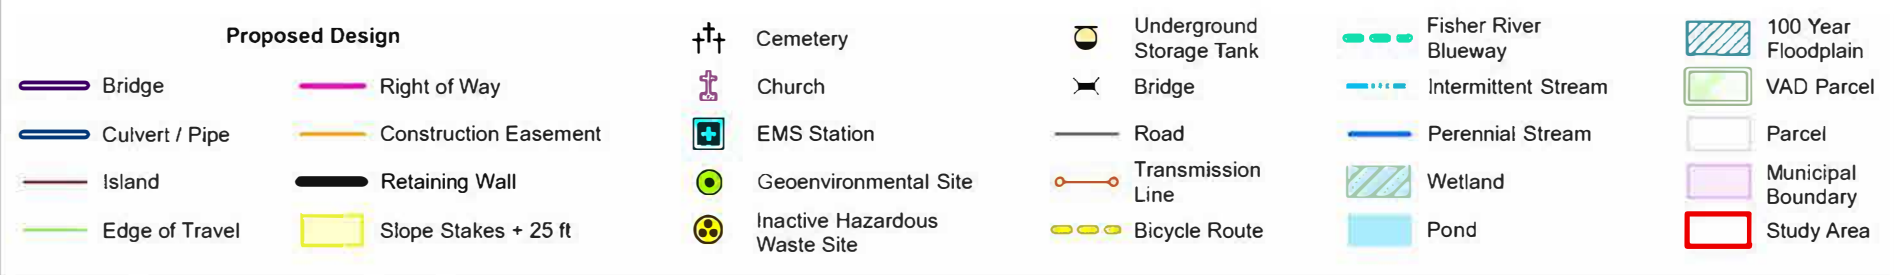 Proposed Design
Bridge
Culvert / Pipe
Island
Edge of Travel
Right of Way
Construction Easement
Retaining Wall
Slope Stakes + 25 ft
Cemetery
Church
EMS Station
Geoenvironmental Site
Inactive Hazardous
Waste Site
Underground
Storage Tank
Bridge
Road
Transmission
Line
Bicycle Route
Fisher River
Blueway
Intermittent Stream
Perennial Stream
Wetland
Pond
100 Year
Floodplain
VAD Parcel
Parcel
Municipal
Boundary
Study Area